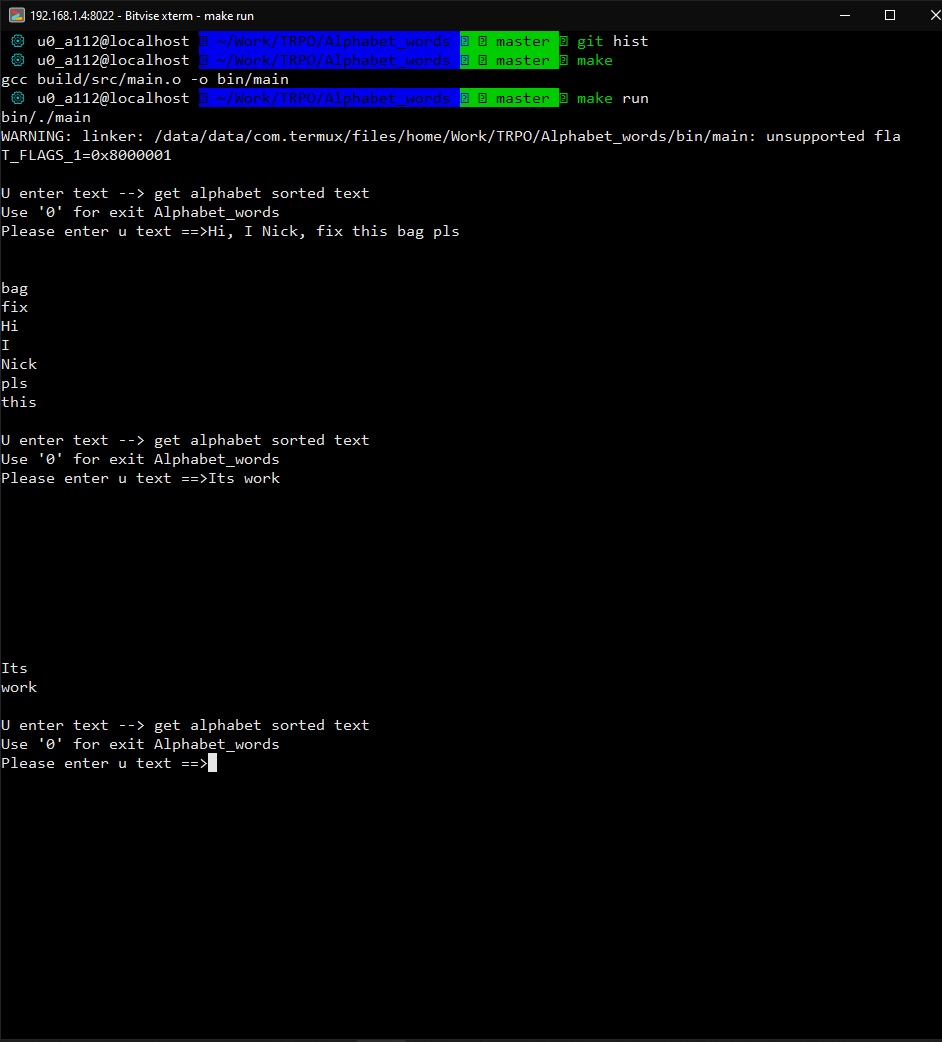 192.168.1.4:8022 - Bitvise xterm - make run
u0_a112@localhost ~/Work/TRPO/Alphabet_words master git hist
u0_a112@localhost ~/Work/TRPO/Alphabet_words master make
gcc build/src/main.o -o bin/main
u0_a112@localhost ~/Work/TRPO/Alphabet_words master make run
bin/./main
WARNING: linker: /data/data/com.termux/files/home/Work/TRPO/Alphabet_words/bin/main: unsupported fla
T_FLAGS_1=0x8000001
U enter text --> get alphabet sorted text
Use '0' for exit Alphabet_words
Please enter u text ==>Hi, I Nick, fix this bag pls
bag
fix
Hi
I
Nick
pls
this
U enter text --> get alphabet sorted text
Use '0' for exit Alphabet_words
Please enter u text ==>Its work
Its
work
U enter text --> get alphabet sorted text
Use '0' for exit Alphabet_words
Please enter u text ==>